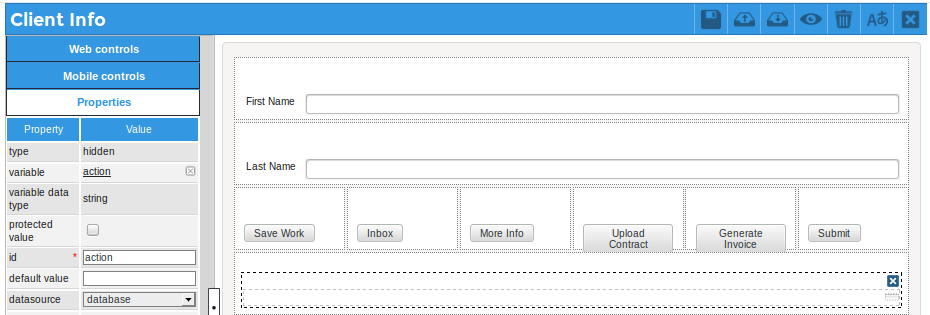 Client Info
Aあ
Web controls
Mobile controls
Properties
Property Value
type hidden
variable action
variable data type string
protected value
id * action
default value
datasource database
First Name
Last Name
Save Work Inbox More Info Upload Contract Generate Invoice Submit